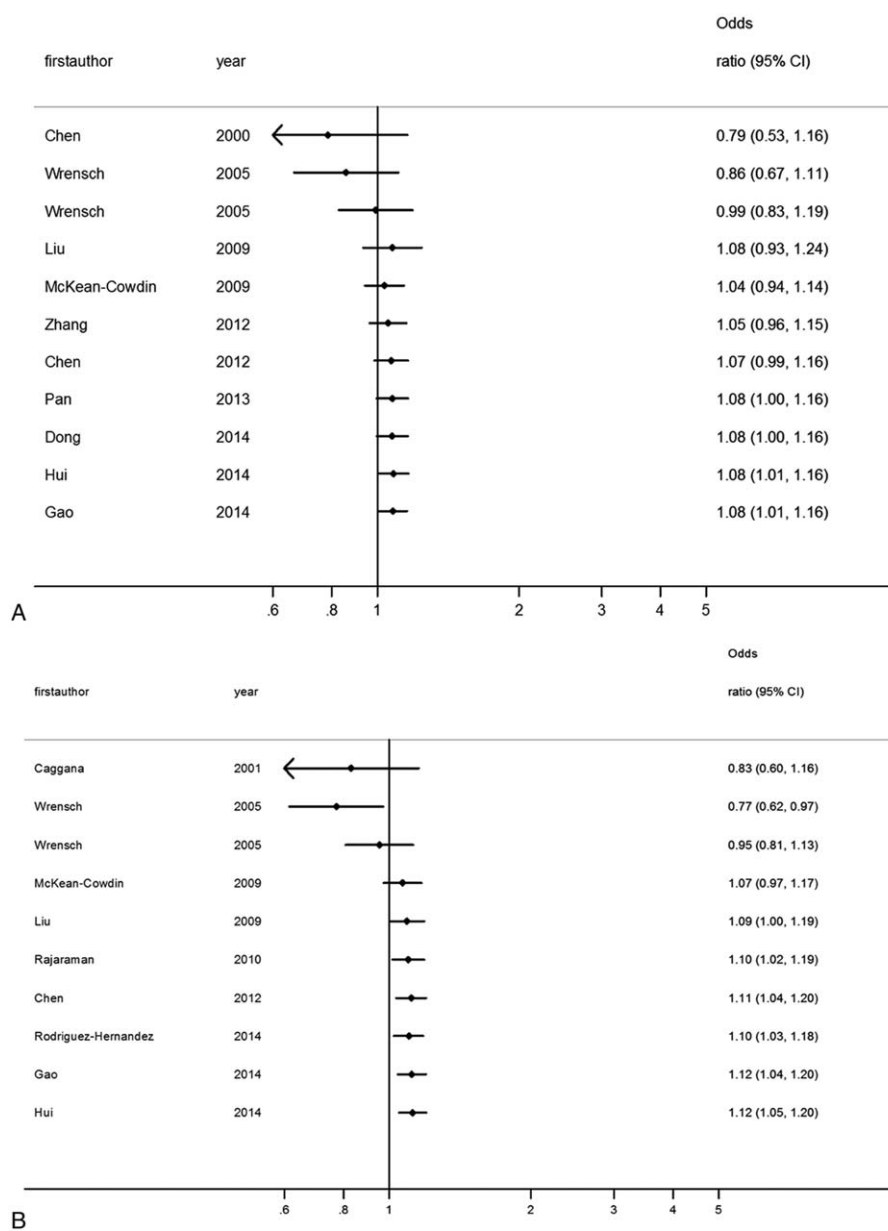 Odds
firstauthor year ratio (95% CI)
Chen 2000 0.79 (0.53, 1.16)
Wrensch 2005 0.86 (0.67, 1.11)
Wrensch 2005 0.99 (0.83, 1.19)
Liu 2009 1.08 (0.93, 1.24)
McKean-Cowdin 2009 1.04 (0.94, 1.14)
Zhang 2012 1.05 (0.96, 1.15)
Chen 2012 1.07 (0.99, 1.16)
Pan 2013 1.08 (1.00, 1.16)
Dong 2014 1.08 (1.00, 1.16)
Hui 2014 1.08 (1.01, 1.16)
Gao 2014 1.08 (1.01, 1.16)
A
.6 .8 1 2 3 4 5
Odds
firstauthor year ratio (95% CI)
Caggana 2001 0.83 (0.60, 1.16)
Wrensch 2005 0.77 (0.62, 0.97)
Wrensch 2005 0.95 (0.81, 1.13)
McKean-Cowdin 2009 1.07 (0.97, 1.17)
Liu 2009 1.09 (1.00, 1.19)
Rajaraman 2010 1.10 (1.02, 1.19)
Chen 2012 1.11 (1.04, 1.20)
Rodriguez-Hernandez 2014 1.10 (1.03, 1.18)
Gao 2014 1.12 (1.04, 1.20)
Hui 2014 1.12 (1.05, 1.20)
.6 .8 1 2 3 4 5
B